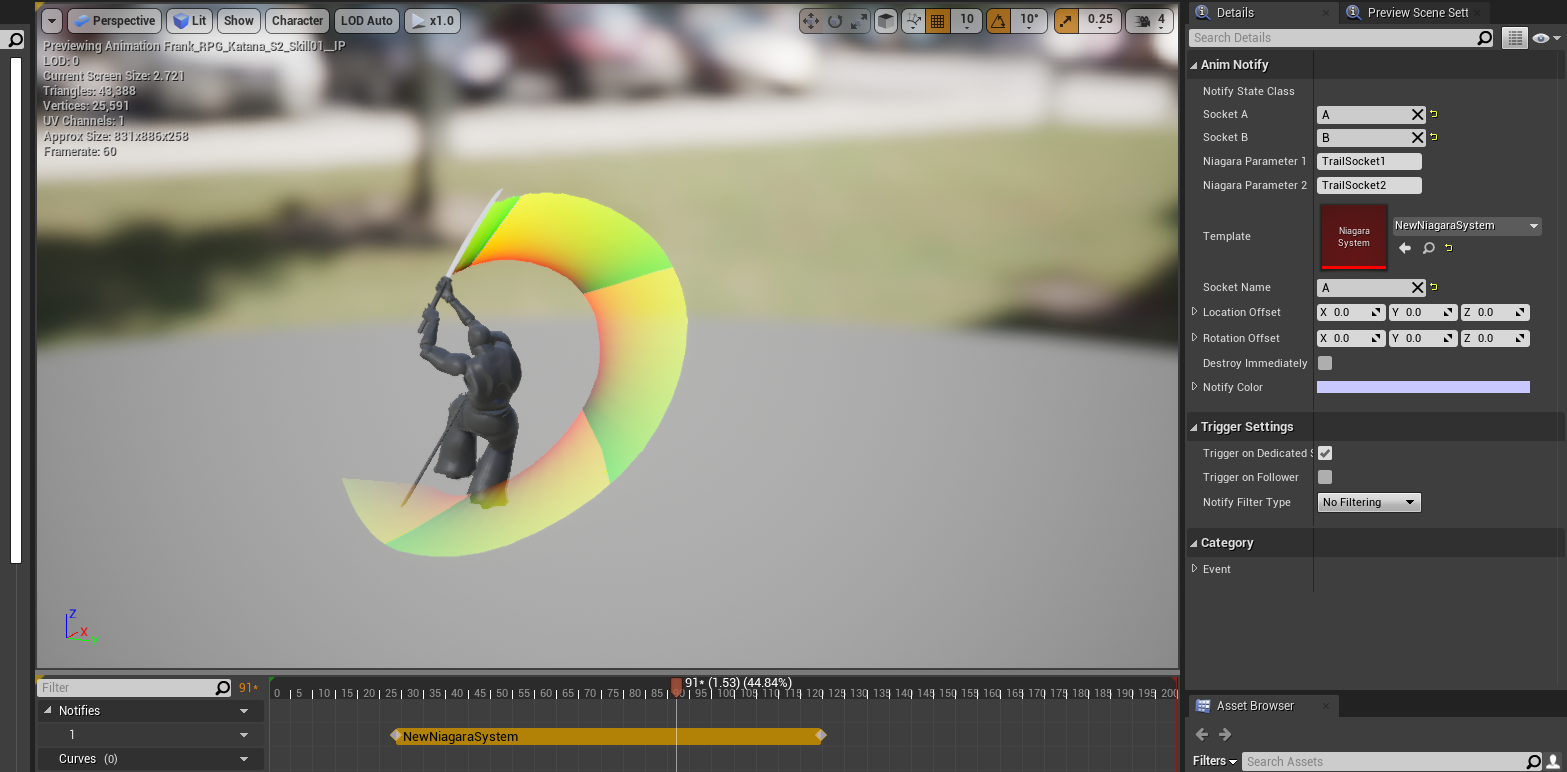 Perspective
Lit
Show
Character
LOD Auto
x1.0
10
10°
0.25
4
Previewing Animation Frank_RPG_Katana_S2_Skill01__IP
LOD: 0
Current Screen Size: 2.721
Triangles: 43,388
Vertices: 25,591
UV Channels: 1
Approx Size: 831x886x258
Framerate: 60
Z
X
Y
Details
Preview Scene Sett
Search Details
Anim Notify
Notify State Class
Socket A
A
Socket B
B
Niagara Parameter 1
TrailSocket1
Niagara Parameter 2
TrailSocket2
Template
Niagara
System
NewNiagaraSystem
Socket Name
A
Location Offset
X 0.0
Y 0.0
Z 0.0
Rotation Offset
X 0.0
Y 0.0
Z 0.0
Destroy Immediately
Notify Color
Trigger Settings
Trigger on Dedicated S
Trigger on Follower
Notify Filter Type
No Filtering
Category
Event
Filter
91*
91* (1.53) (44.84%)
0 5 10 15 20 25 30 35 40 45 50 55 60 65 70 75 80 85 90 95 100 105 110 115 120 125 130 135 140 145 150 155 160 165 170 175 180 185 190 195 200
Notifies
1
NewNiagaraSystem
Curves (0)
Asset Browser
Filters
Search Assets